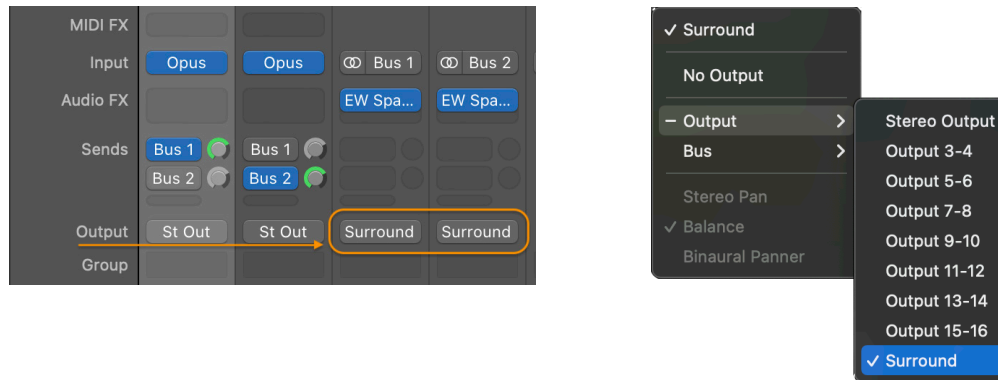 MIDI FX
Input Opus Opus Bus 1 Bus 2
Audio FX EW Spa... EW Spa...
Sends Bus 1 Bus 1
Bus 2 Bus 2
Output St Out St Out Surround Surround
Group
✓ Surround
No Output
– Output >
Bus >
Stereo Pan
✓ Balance
Binaural Panner
Stereo Output
Output 3-4
Output 5-6
Output 7-8
Output 9-10
Output 11-12
Output 13-14
Output 15-16
✓ Surround